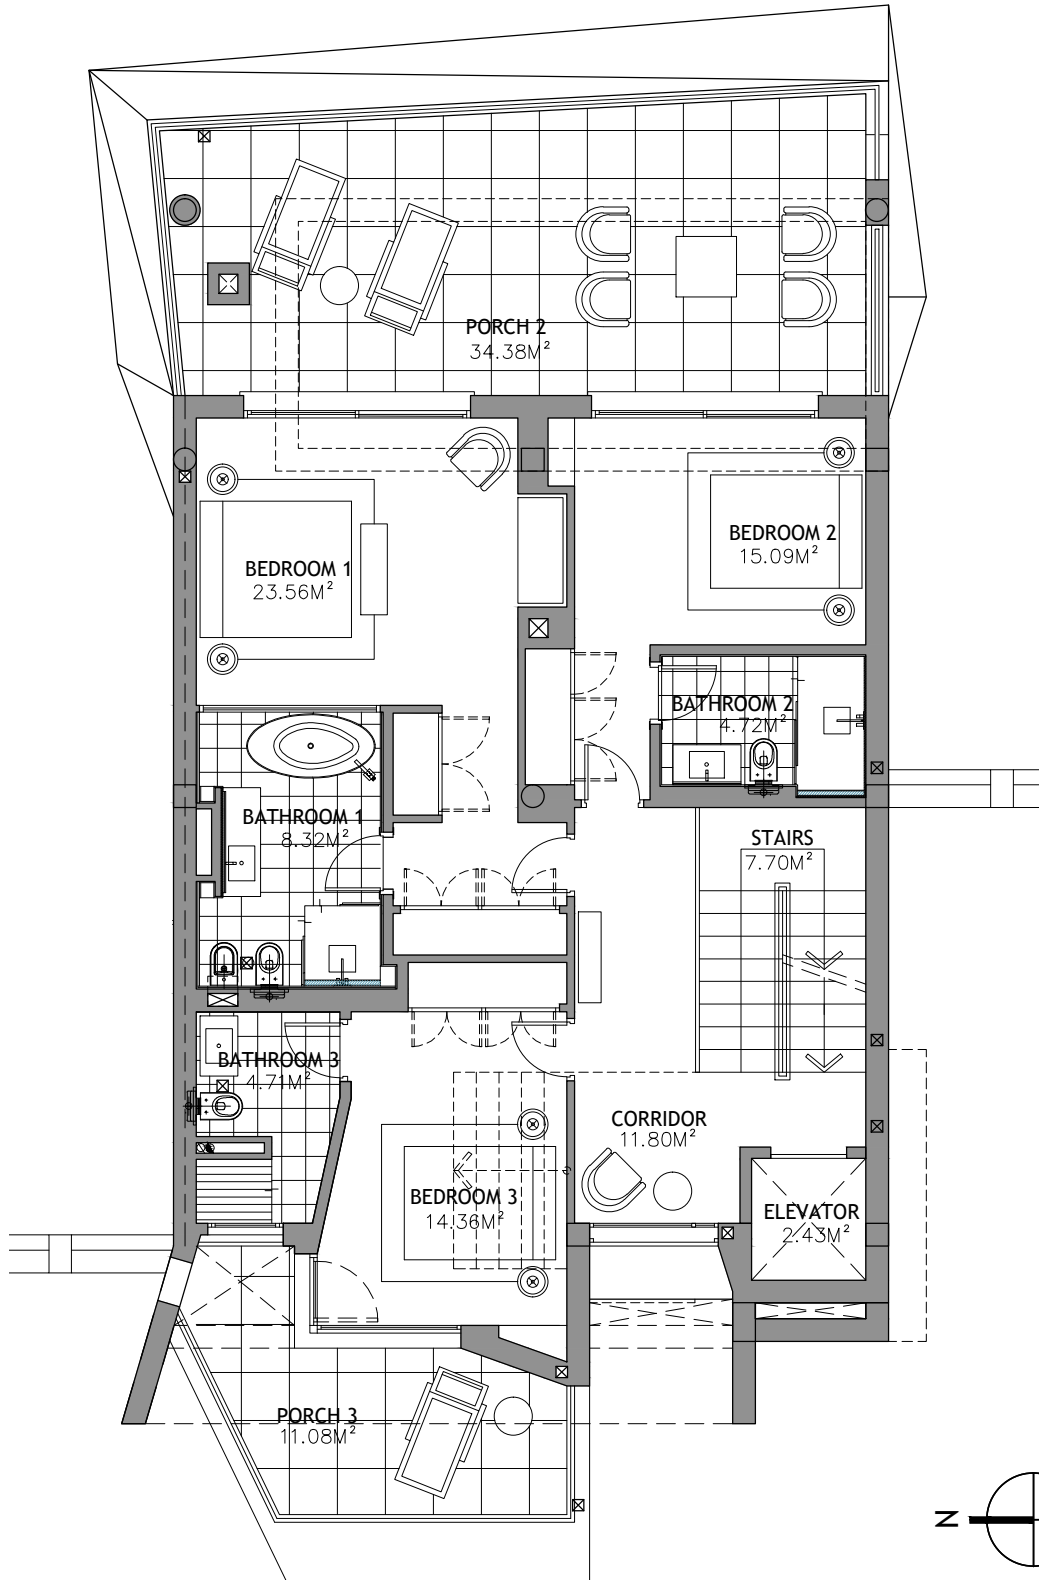 PORCH 2
34.38M²
BEDROOM 2
15.09M²
BEDROOM 1
23.56M²
BATHROOM 2
4.72M²
BATHROOM 1
8.32M²
STAIRS
7.70M²
BATHROOM 3
4.71M²
CORRIDOR
11.80M²
BEDROOM 3
14.36M²
ELEVATOR
2.43M²
PORCH 3
11.08M²
N